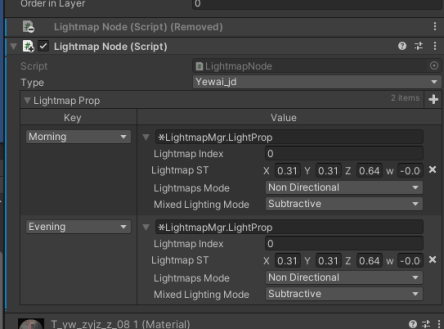 Order in Layer 0
Lightmap Node (Script) (Removed)
Lightmap Node (Script)
Script LightmapNode
Type Yewai_jd
Lightmap Prop 2 items
Key Value
Morning LightmapMgr.LightProp
Lightmap Index 0
Lightmap ST X 0.31 Y 0.31 Z 0.64 w -0.0
Lightmaps Mode Non Directional
Mixed Lighting Mode Subtractive
Evening LightmapMgr.LightProp
Lightmap Index 0
Lightmap ST X 0.31 Y 0.31 Z 0.64 w -0.0
Lightmaps Mode Non Directional
Mixed Lighting Mode Subtractive
T_yw_zyjz_z_08 1 (Material)